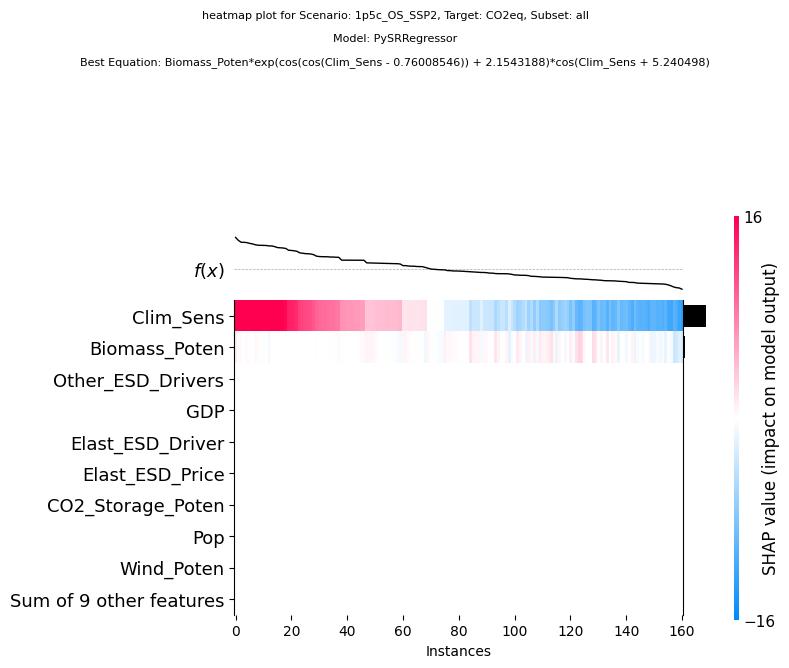 heatmap plot for Scenario: 1p5c_OS_SSP2, Target: CO2eq, Subset: all
Model: PySRRegressor
Best Equation: Biomass_Poten*exp(cos(cos(Clim_Sens - 0.76008546)) + 2.1543188)*cos(Clim_Sens + 5.240498)
16
f(x)
Clim_Sens
Biomass_Poten
Other_ESD_Drivers
GDP
Elast_ESD_Driver
Elast_ESD_Price
CO2_Storage_Poten
Pop
Wind_Poten
Sum of 9 other features
SHAP value (impact on model output)
−16
0 20 40 60 80 100 120 140 160
Instances